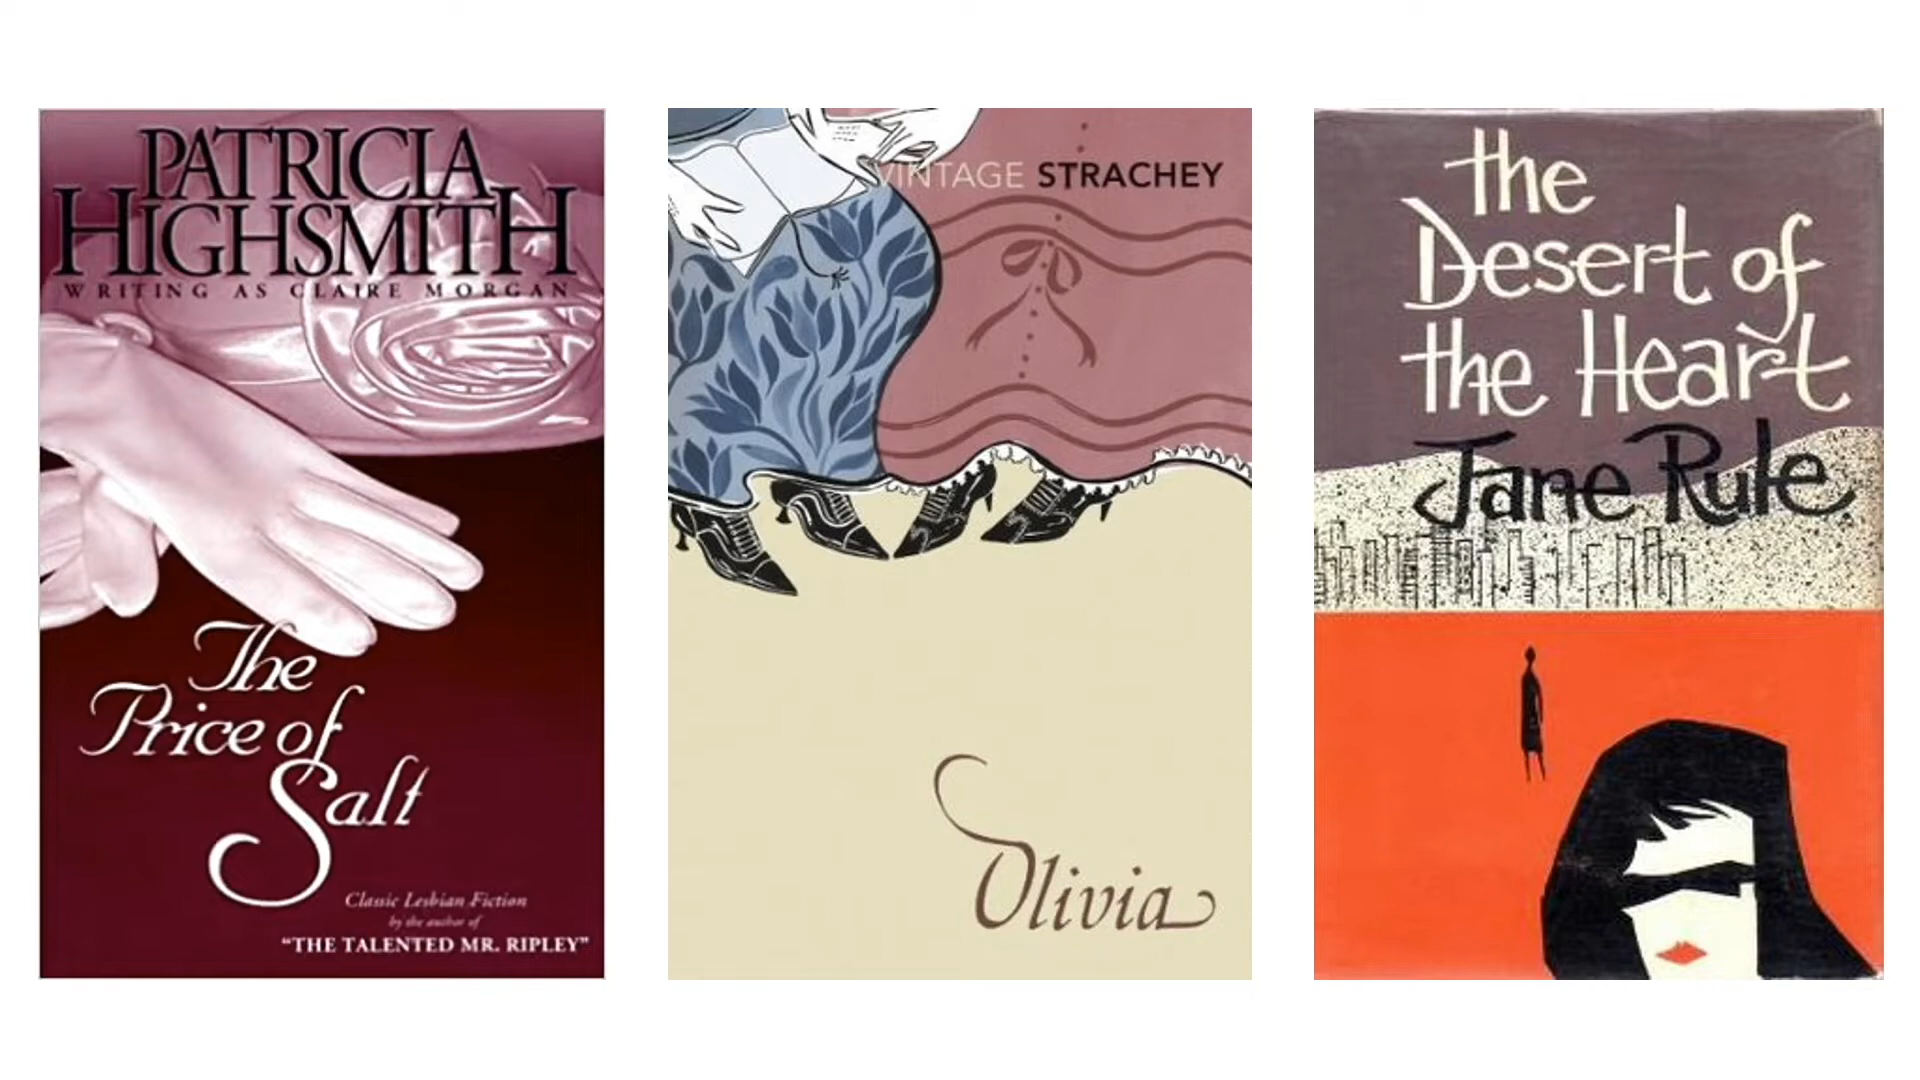 PATRICIA
HIGHSMITH
WRITING AS CLAIRE MORGAN
The
Price of
Salt
Classic Lesbian Fiction
by the author of
"THE TALENTED MR. RIPLEY"
VINTAGE STRACHEY
Olivia
the
Desert of
the Heart
Jane Rule